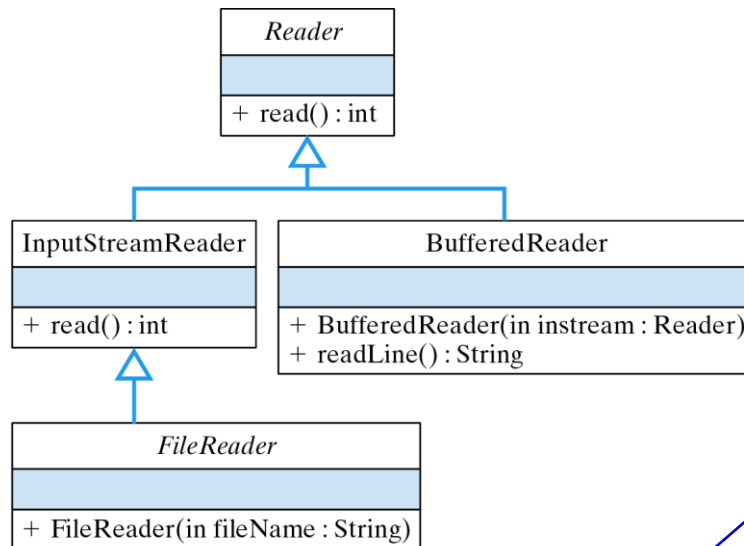 Reader
+ read() : int
InputStreamReader
+ read() : int
BufferedReader
+ BufferedReader(in instream : Reader)
+ readLine() : String
FileReader
+ FileReader(in fileName : String)